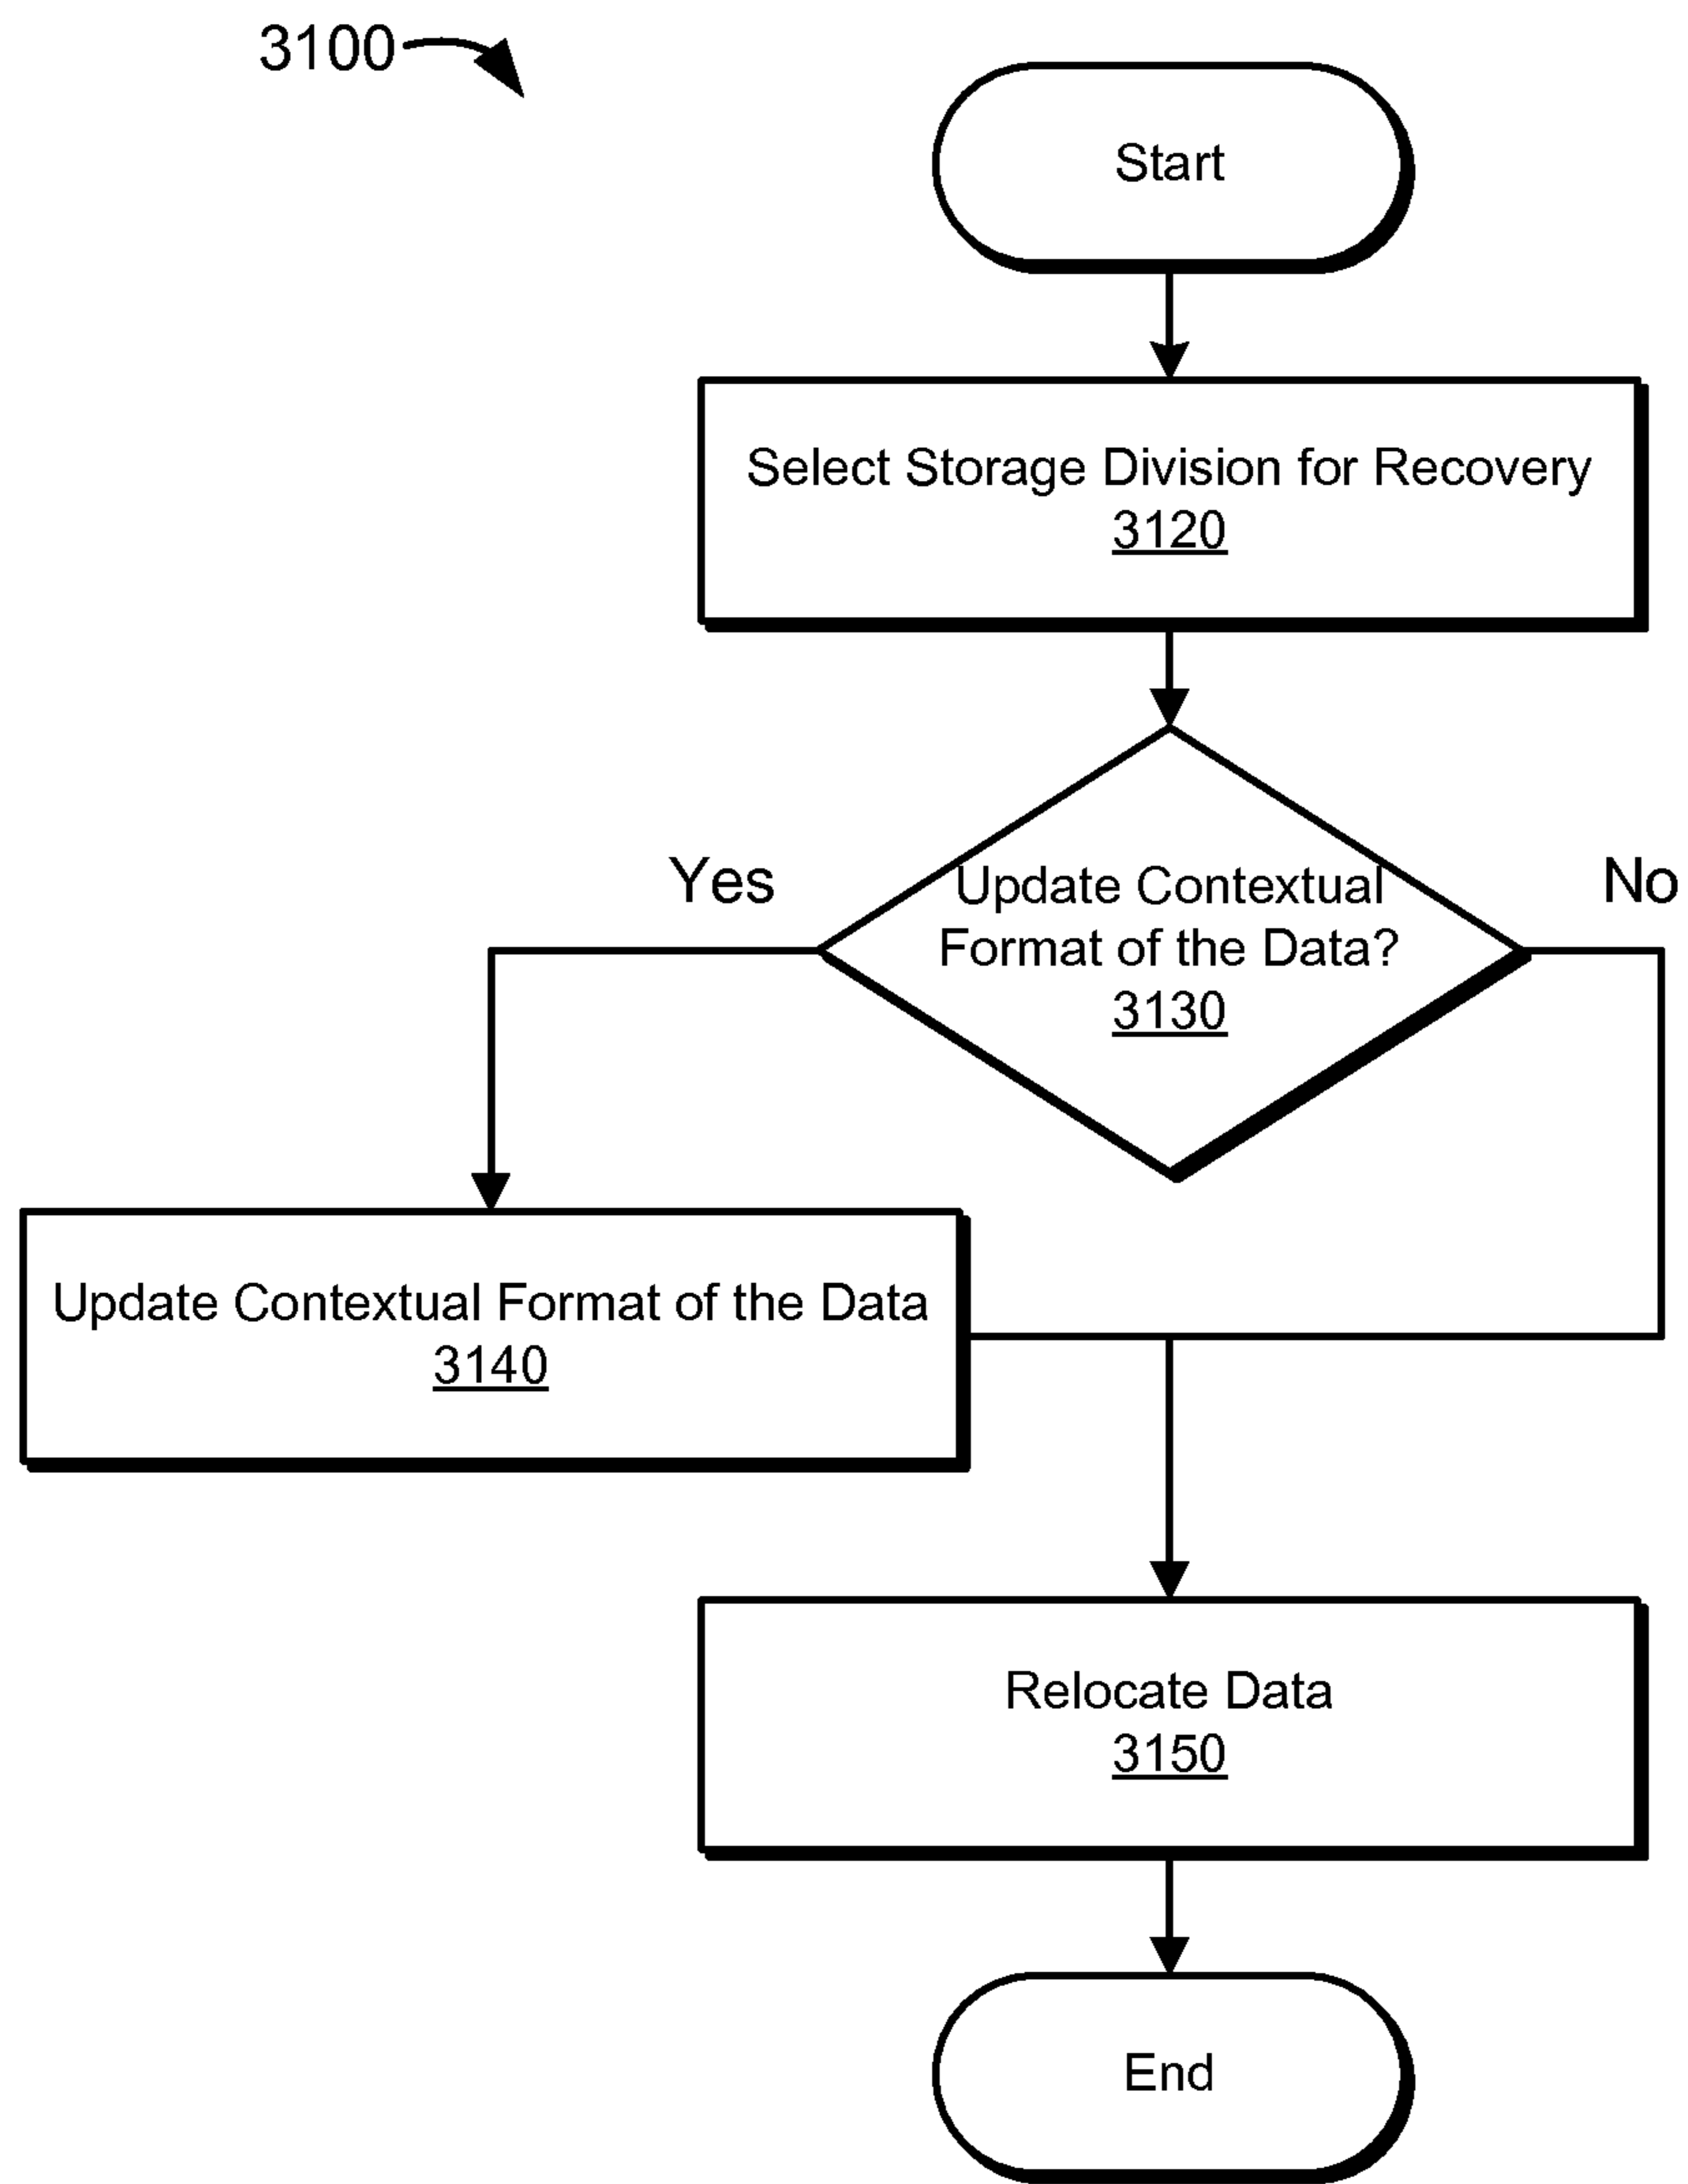 3100
Start
Select Storage Division for Recovery
3120
Yes
No
Update Contextual
Format of the Data?
3130
Update Contextual Format of the Data
3140
Relocate Data
3150
End